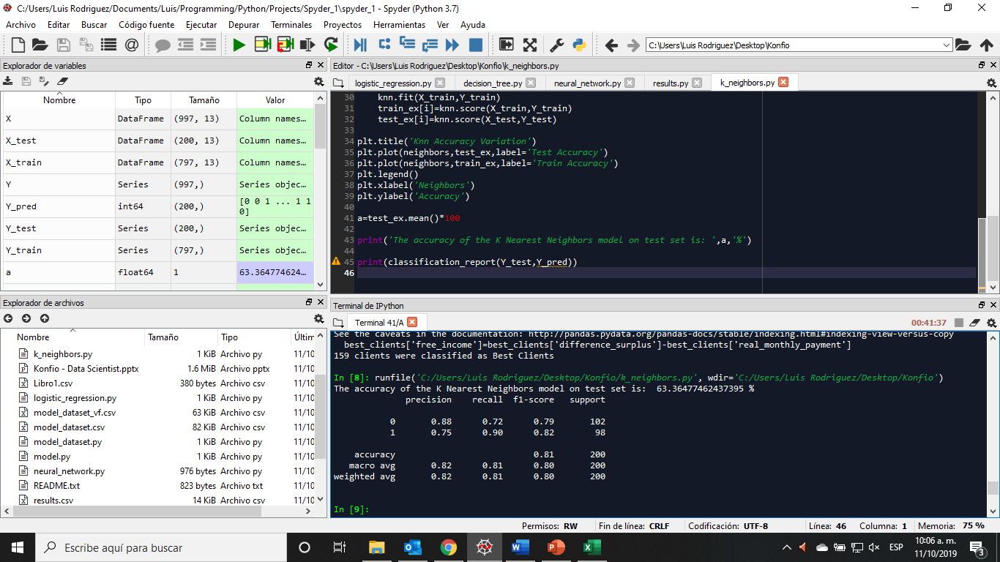 C:/Users/Luis Rodriguez/Documents/Luis/Programming/Python/Projects/Spyder_1\spyder_1 - Spyder (Python 3.7)
Archivo Editar Buscar Código fuente Ejecutar Depurar Terminales Proyectos Herramientas Ver Ayuda
C:\Users\Luis Rodriguez\Desktop\Konfio
Explorador de variables
Nombre Tipo Tamaño Valor
X DataFrame (997, 13) Column names…
X_test DataFrame (200, 13) Column names…
X_train DataFrame (797, 13) Column names…
Y Series (997,) Series objec…
Y_pred int64 (200,) [0 0 1 ... 1 1
0]
Y_test Series (200,) Series objec…
Y_train Series (797,) Series objec…
a float64 1 63.364774624…
Explorador de archivos
Nombre Tamaño Tipo Últim
k_neighbors.py 1 KiB Archivo py 11/10
Konfio - Data Scientist.pptx 1.6 MiB Archivo pptx 11/10
Libro1.csv 380 bytes Archivo csv 11/10
logistic_regression.py 1 KiB Archivo py 11/10
model_dataset_vf.csv 63 KiB Archivo csv 11/10
model_dataset.csv 82 KiB Archivo csv 11/10
model_dataset.py 1 KiB Archivo py 11/10
model.py 1 KiB Archivo py 11/10
neural_network.py 976 bytes Archivo py 11/10
README.txt 823 bytes Archivo txt 11/10
results.csv 14 KiB Archivo csv 11/10
Editor - C:\Users\Luis Rodriguez\Desktop\Konfio\k_neighbors.py
logistic_regression.py decision_tree.py neural_network.py results.py k_neighbors.py
30 knn.fit(X_train,Y_train)
31 train_ex[i]=knn.score(X_train,Y_train)
32 test_ex[i]=knn.score(X_test,Y_test)
33
34 plt.title('Knn Accuracy Variation')
35 plt.plot(neighbors,test_ex,label='Test Accuracy')
36 plt.plot(neighbors,train_ex,label='Train Accuracy')
37 plt.legend()
38 plt.xlabel('Neighbors')
39 plt.ylabel('Accuracy')
40
41 a=test_ex.mean()*100
42
43 print('The accuracy of the K Nearest Neighbors model on test set is: ',a,'%')
44
45 print(classification_report(Y_test,Y_pred))
46
Terminal de IPython
Terminal 41/A 00:41:37
See the caveats in the documentation: http://pandas.pydata.org/pandas-docs/stable/indexing.html#indexing-view-versus-copy
best_clients['free_income']=best_clients['difference_surplus']-best_clients['real_monthly_payment']
159 clients were classified as Best Clients
In [8]: runfile('C:/Users/Luis Rodriguez/Desktop/Konfio/k_neighbors.py', wdir='C:/Users/Luis Rodriguez/Desktop/Konfio')
The accuracy of the K Nearest Neighbors model on test set is:  63.36477462437395 %
precision recall f1-score support
0 0.88 0.72 0.79 102
1 0.75 0.90 0.82 98
accuracy 0.81 200
macro avg 0.82 0.81 0.80 200
weighted avg 0.82 0.81 0.80 200
In [9]:
Permisos: RW Fin de línea: CRLF Codificación: UTF-8 Línea: 46 Columna: 1 Memoria: 75 %
Escribe aquí para buscar
ESP
10:06 a. m.
11/10/2019
3